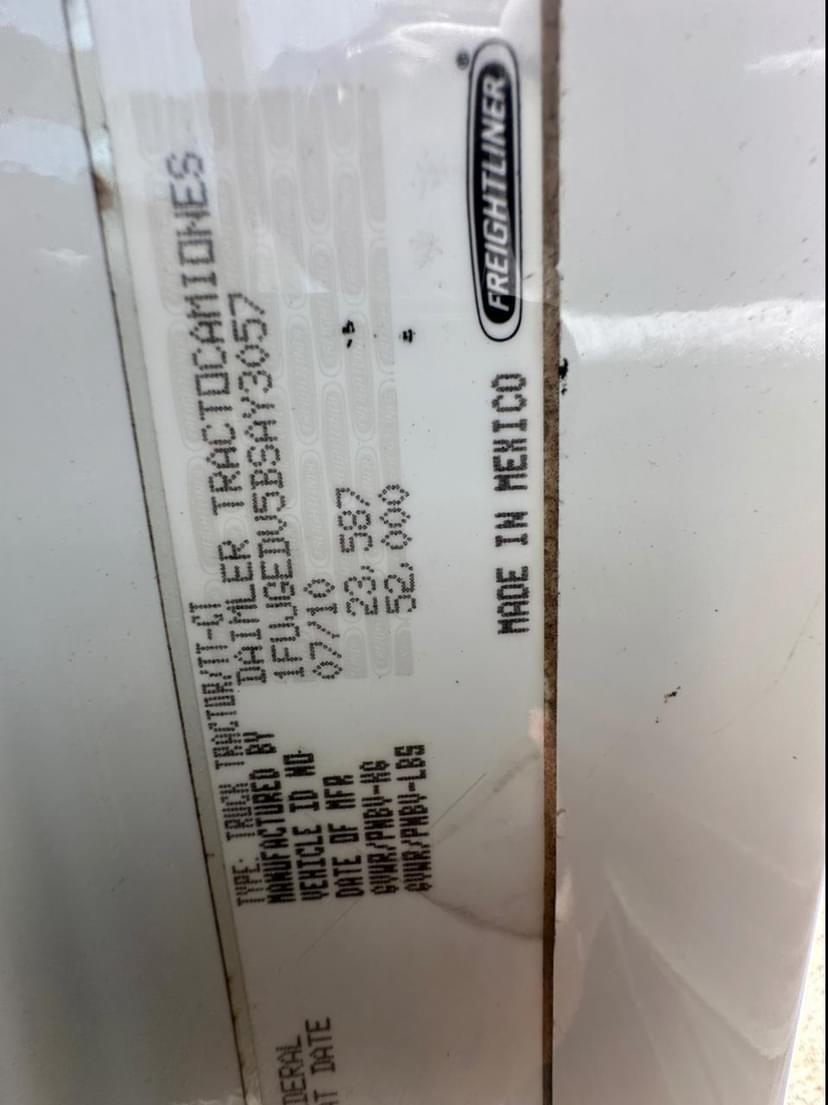 TYPE: TRUCK TRACTOR/TT-CT
MANUFACTURED BY DAIMLER TRACTOCAMIONES
VEHICLE ID NO. 1FUJGEDV5BSAY3057
DATE OF MFR 07/10
GVWR/PNBV-KG 23,587
GVWR/PNBV-LBS 52,000
MADE IN MEXICO
FREIGHTLINER®
DERAL
AT DATE